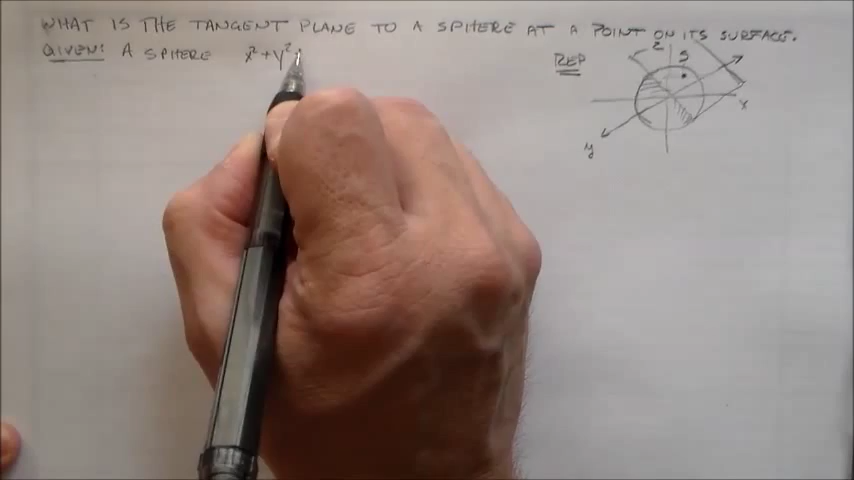 WHAT IS THE TANGENT PLANE TO A SPHERE AT A POINT ON ITS SURFACE.
GIVEN: A SPHERE x² + y²
REP
z
S
x
y